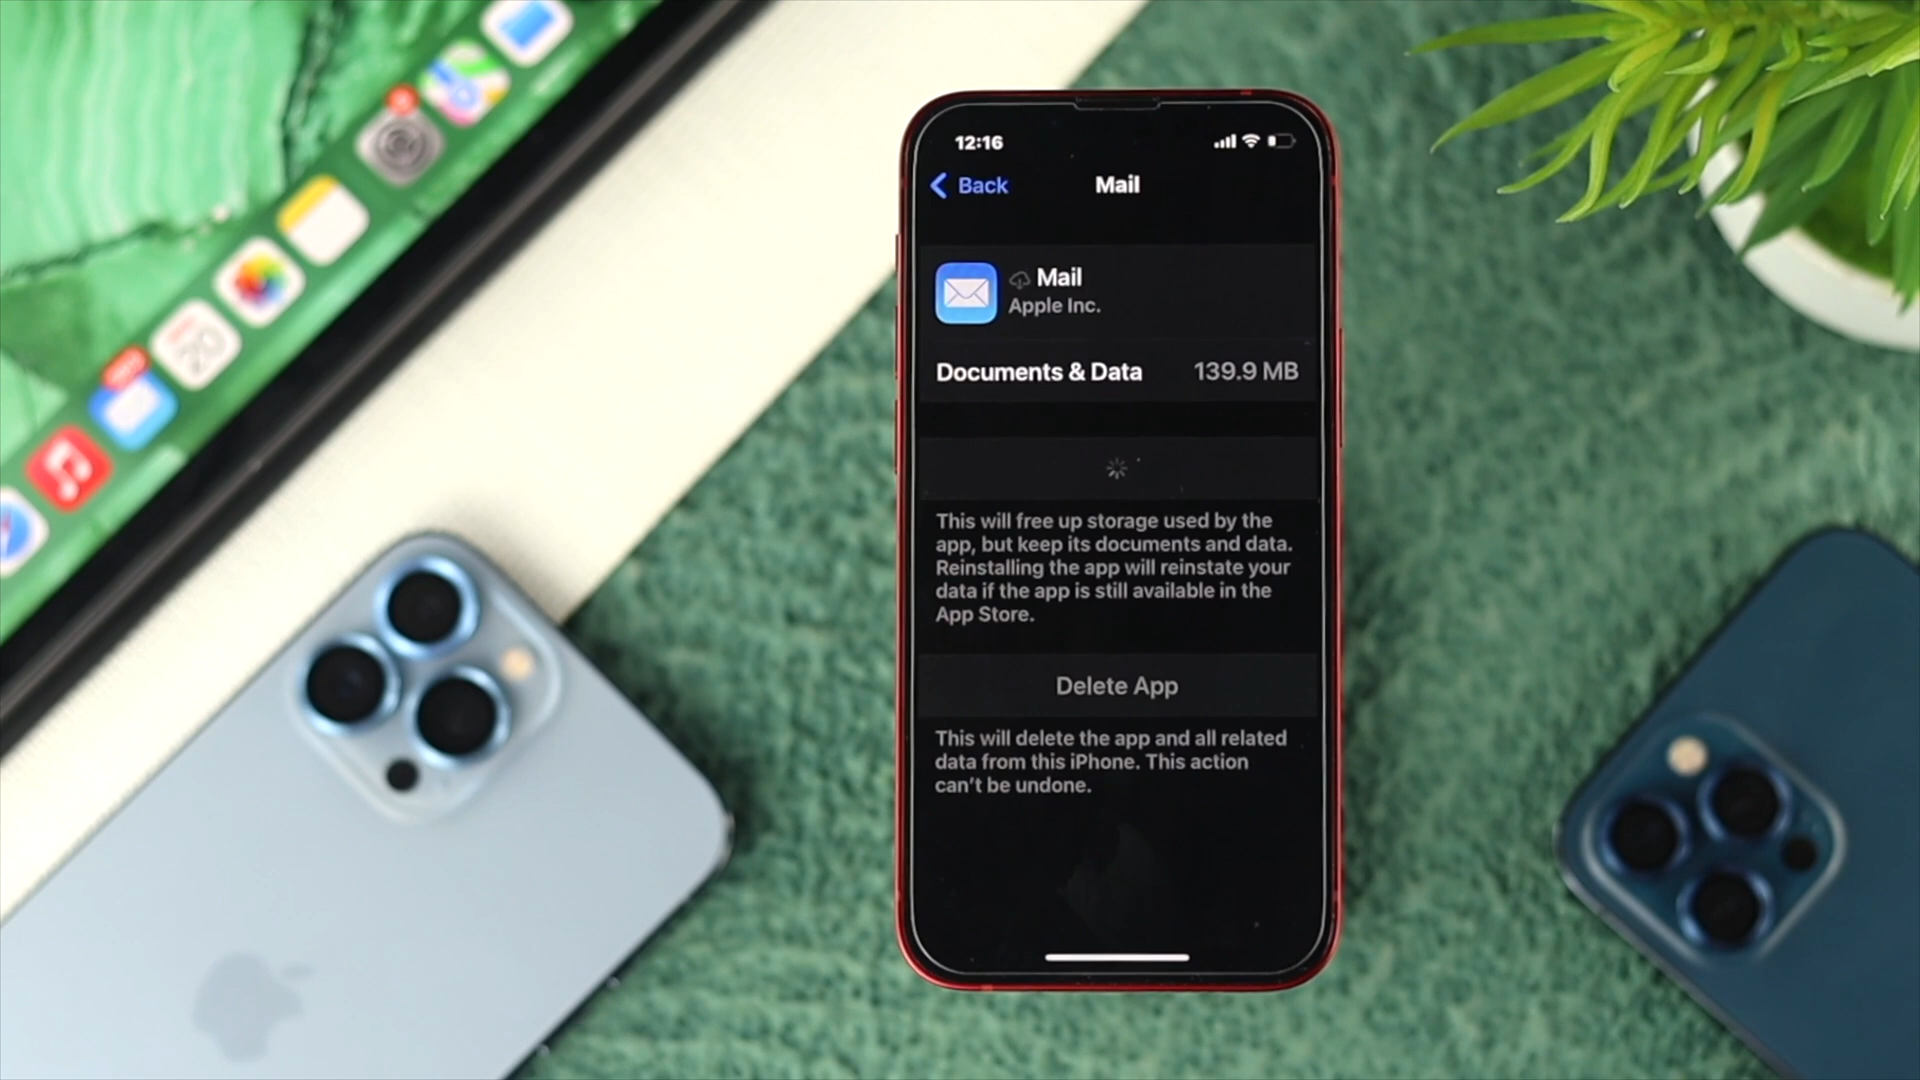 12:16
Back
Mail
Mail
Apple Inc.
Documents & Data
139.9 MB
This will free up storage used by the
app, but keep its documents and data.
Reinstalling the app will reinstate your
data if the app is still available in the
App Store.
Delete App
This will delete the app and all related
data from this iPhone. This action
can't be undone.
20